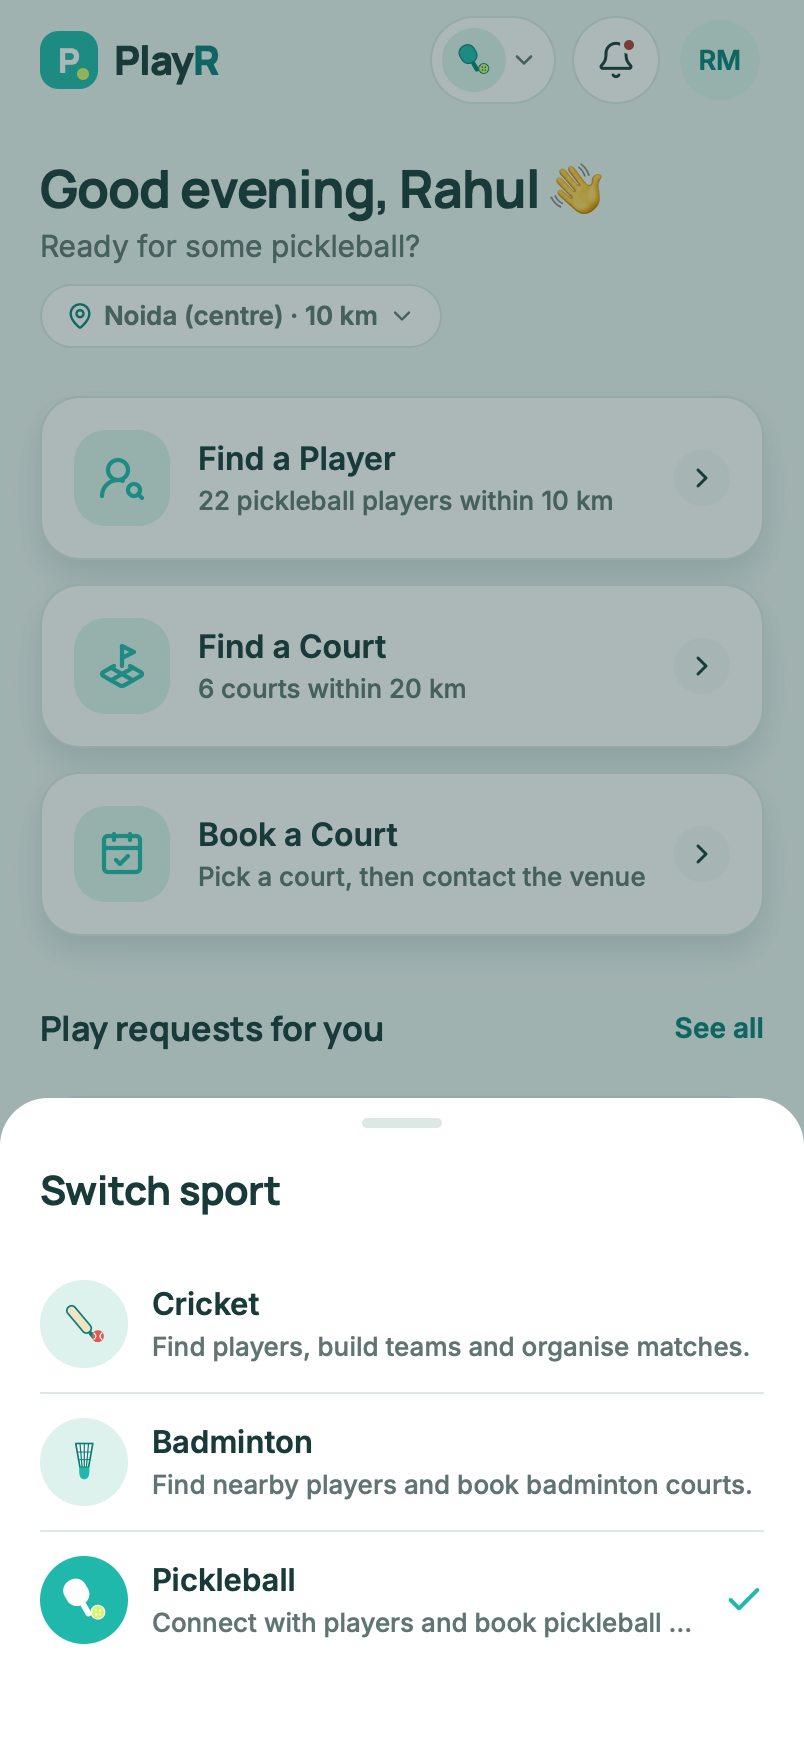 P.
PlayR
RM
Good evening, Rahul 👋
Ready for some pickleball?
Noida (centre) · 10 km
Find a Player
22 pickleball players within 10 km
Find a Court
6 courts within 20 km
Book a Court
Pick a court, then contact the venue
Play requests for you
See all
Switch sport
Cricket
Find players, build teams and organise matches.
Badminton
Find nearby players and book badminton courts.
Pickleball
Connect with players and book pickleball ...